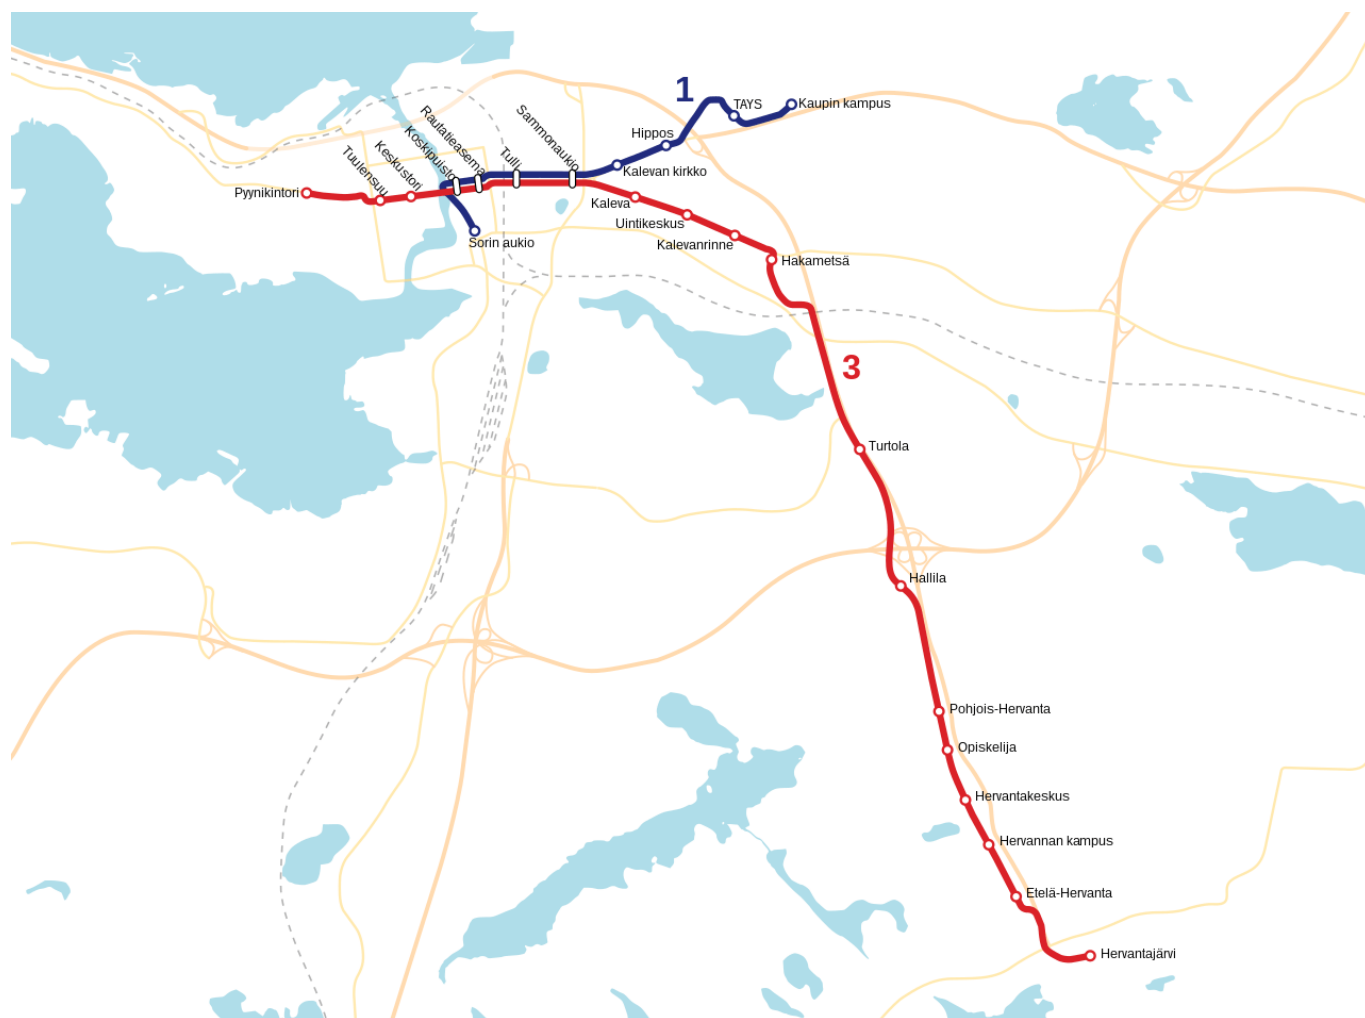 1
TAYS
Kaupin kampus
Hippos
Kalevan kirkko
Sammonaukio
Tulli
Rautatieasema
Koskipuisto
Keskustori
Tuulensuu
Pyynikintori
Sorin aukio
Kaleva
Uintikeskus
Kalevanrinne
Hakametsä
3
Turtola
Hallila
Pohjois-Hervanta
Opiskelija
Hervantakeskus
Hervannan kampus
Etelä-Hervanta
Hervantajärvi